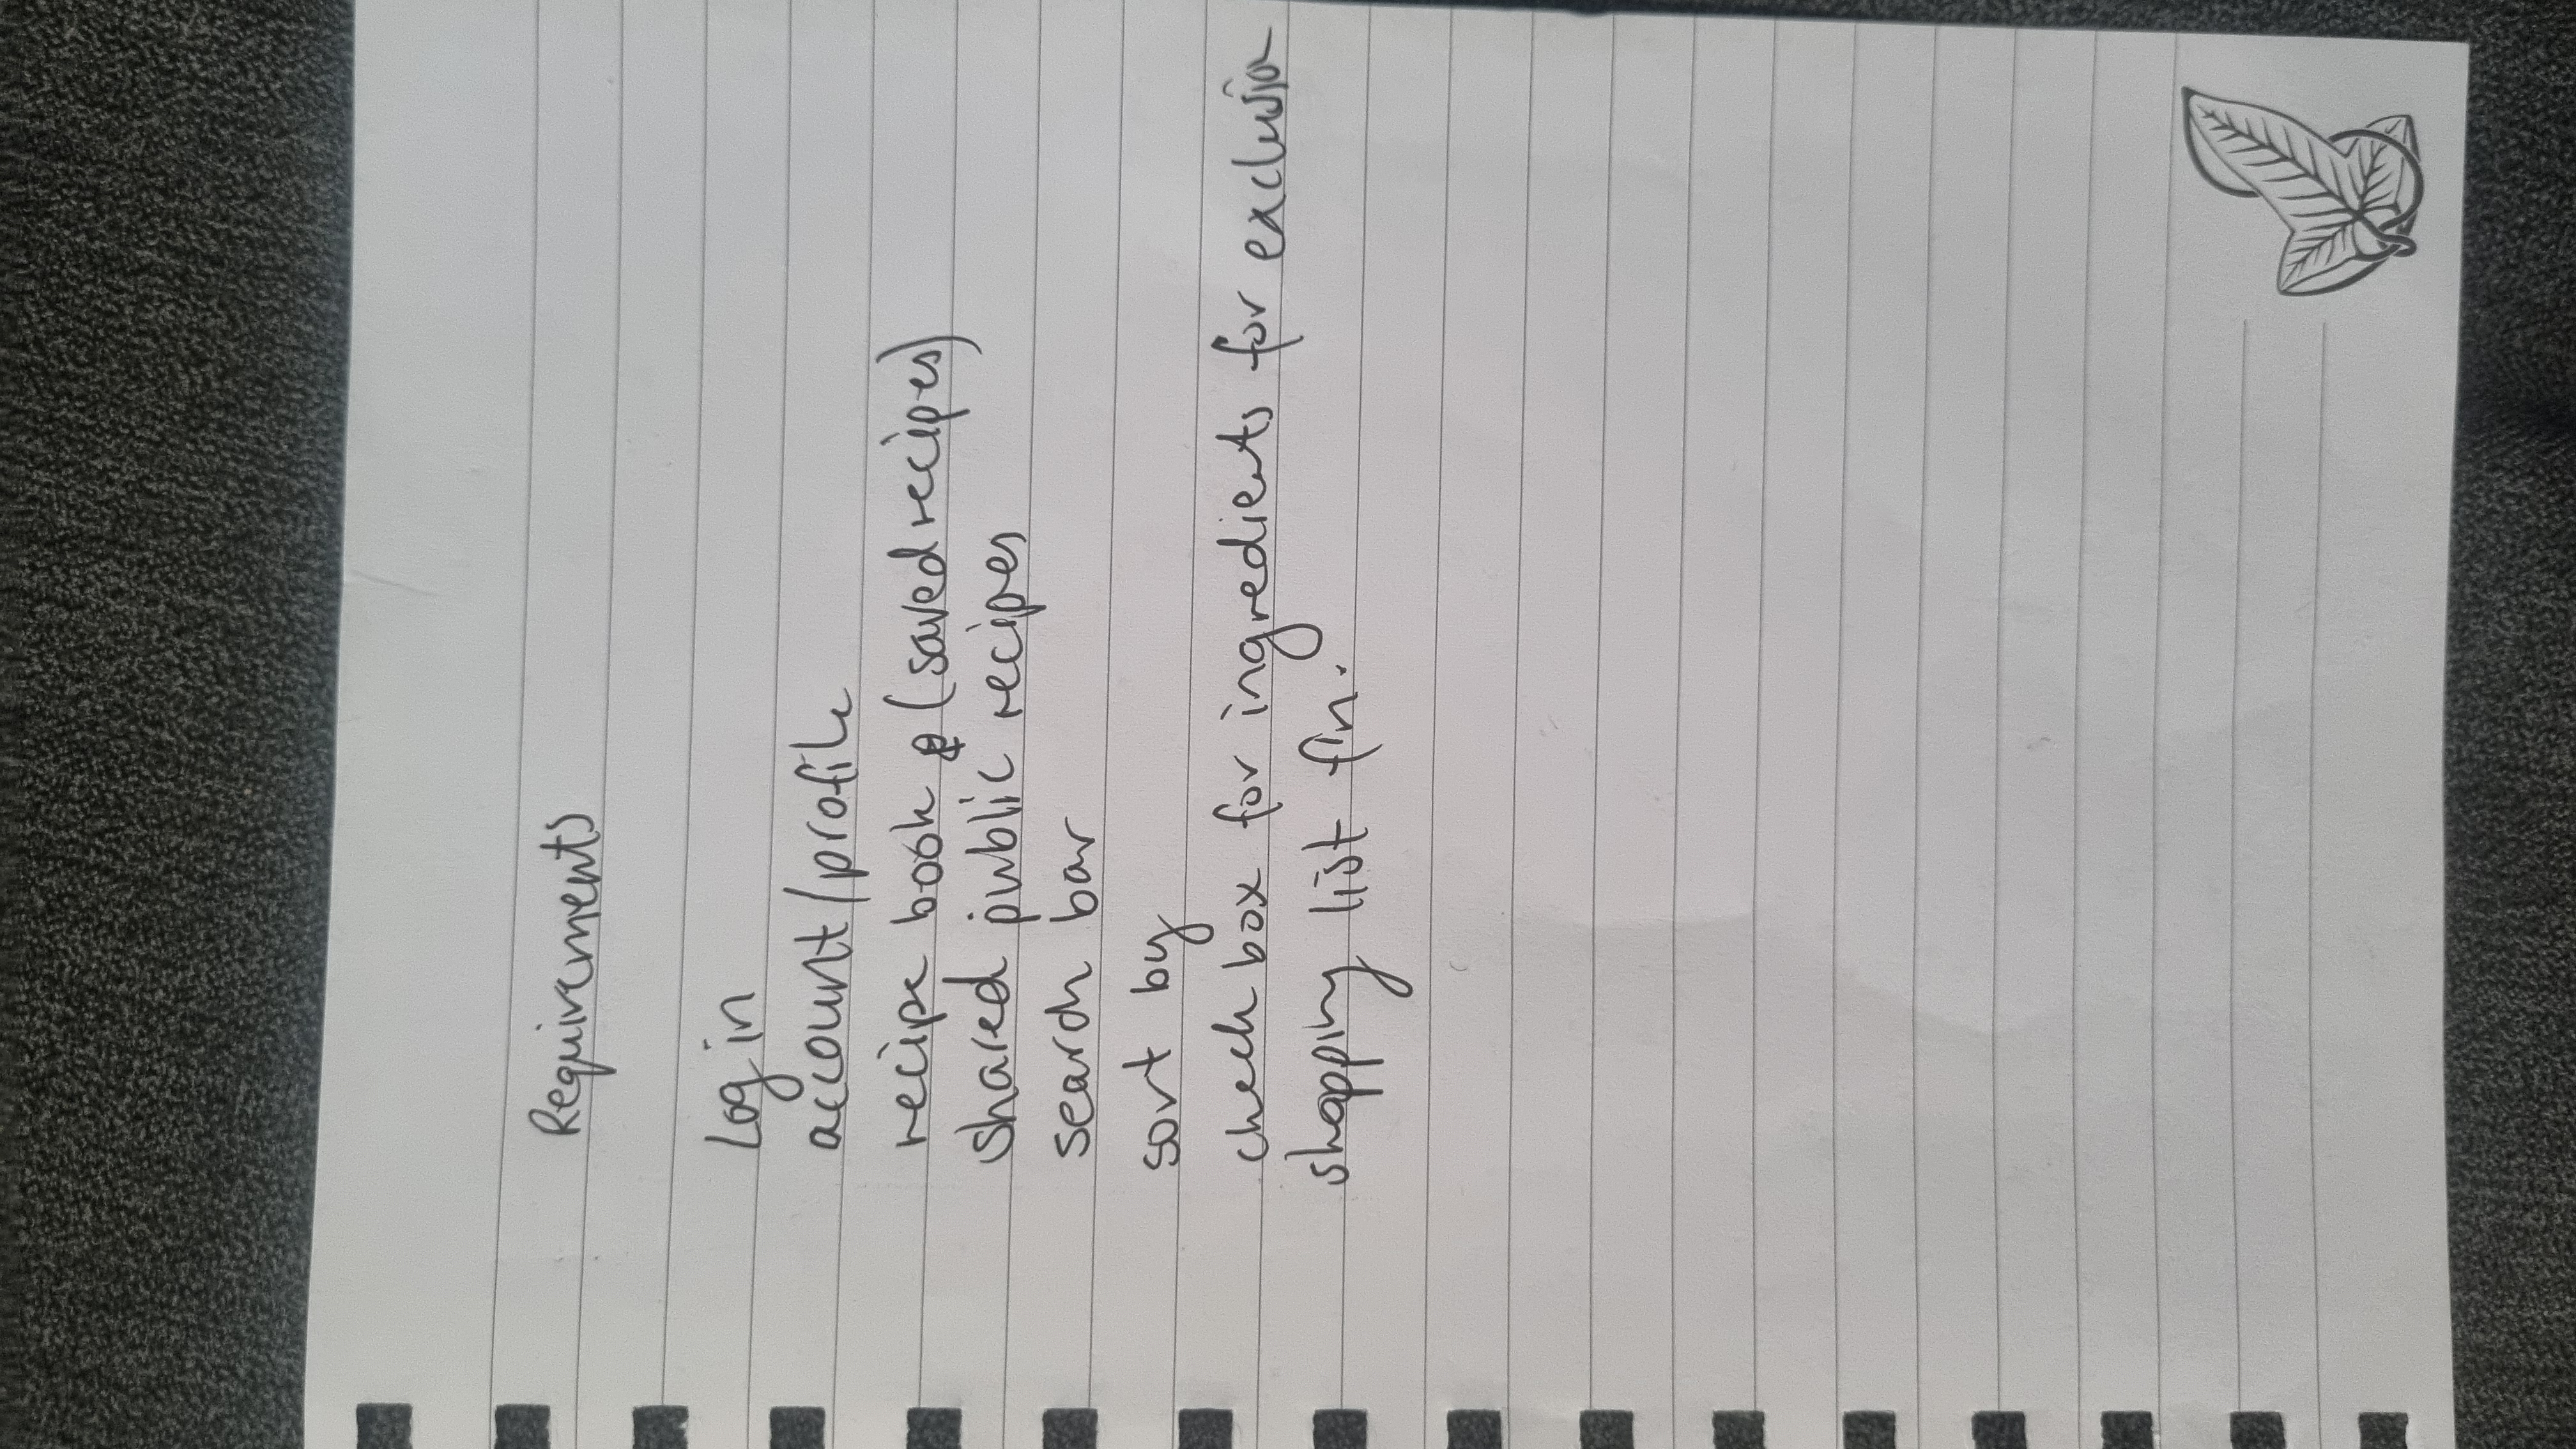 Requirements
Log in
account/profile
recipe book (saved recipes)
shared public recipes
search bar
sort by
check box for ingredients for exclusion
shopping list fn.